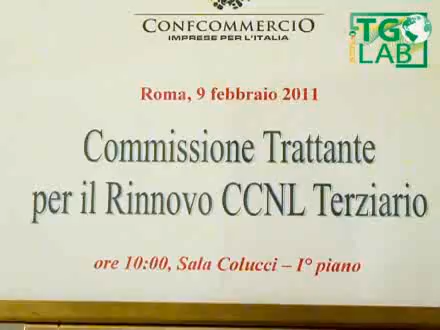 CONFCOMMERCIO
IMPRESE PER L'ITALIA
TG
LAB
Roma, 9 febbraio 2011
Commissione Trattante
per il Rinnovo CCNL Terziario
ore 10:00, Sala Colucci – I° piano